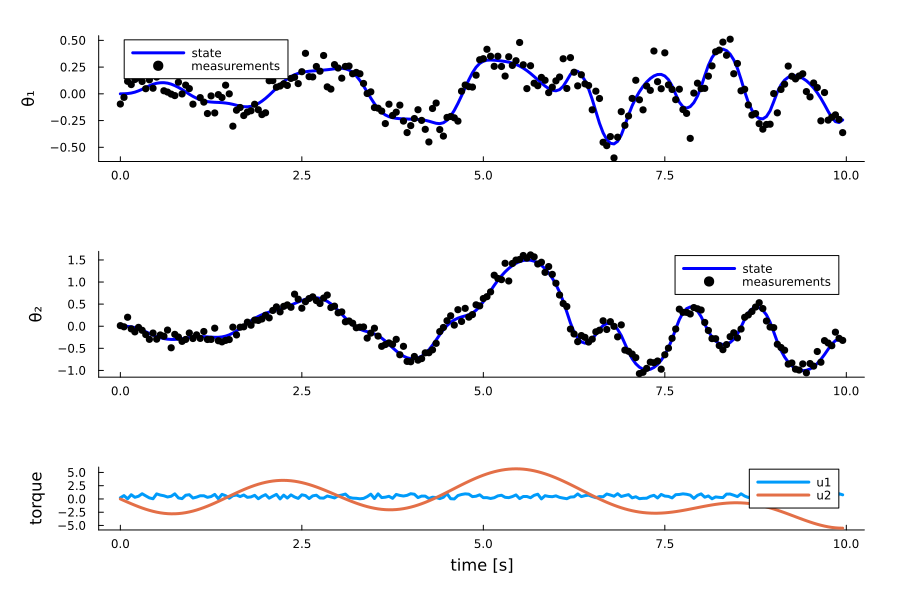 0.50
0.25
0.00
−0.25
−0.50
θ₁
state
measurements
0.0 2.5 5.0 7.5 10.0
1.5
1.0
0.5
0.0
−0.5
−1.0
θ₂
state
measurements
0.0 2.5 5.0 7.5 10.0
5.0
2.5
0.0
−2.5
−5.0
torque
u1
u2
0.0 2.5 5.0 7.5 10.0
time [s]